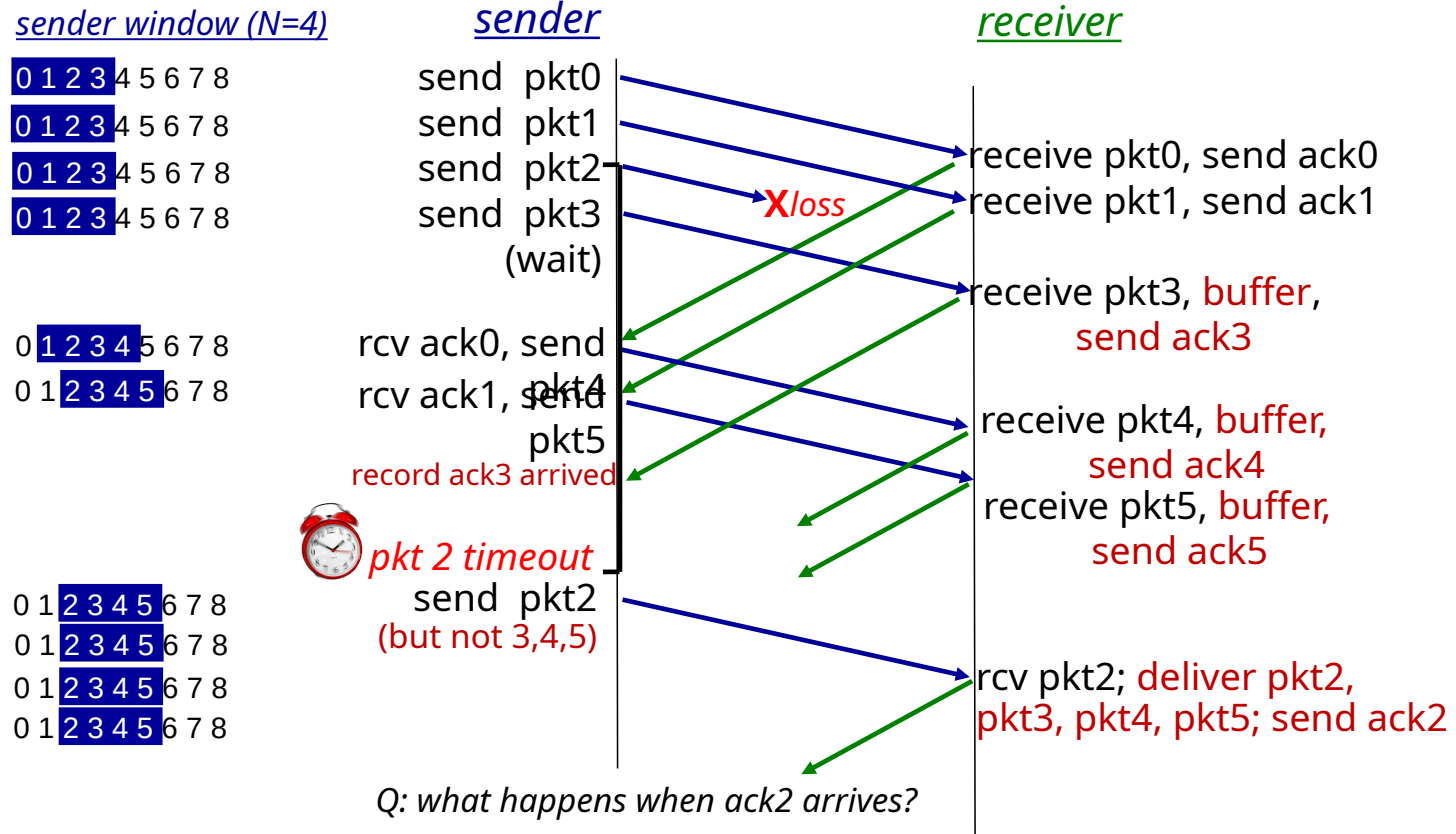 sender window (N=4)
sender
receiver
0 1 2 3 4 5 6 7 8
send pkt0
0 1 2 3 4 5 6 7 8
send pkt1
0 1 2 3 4 5 6 7 8
send pkt2
0 1 2 3 4 5 6 7 8
send pkt3
(wait)
X loss
receive pkt0, send ack0
receive pkt1, send ack1
receive pkt3, buffer,
send ack3
0 1 2 3 4 5 6 7 8
rcv ack0, send
pkt4
0 1 2 3 4 5 6 7 8
rcv ack1, send
pkt5
record ack3 arrived
receive pkt4, buffer,
send ack4
receive pkt5, buffer,
send ack5
pkt 2 timeout
0 1 2 3 4 5 6 7 8
send pkt2
0 1 2 3 4 5 6 7 8
(but not 3,4,5)
0 1 2 3 4 5 6 7 8
0 1 2 3 4 5 6 7 8
rcv pkt2; deliver pkt2,
pkt3, pkt4, pkt5; send ack2
Q: what happens when ack2 arrives?